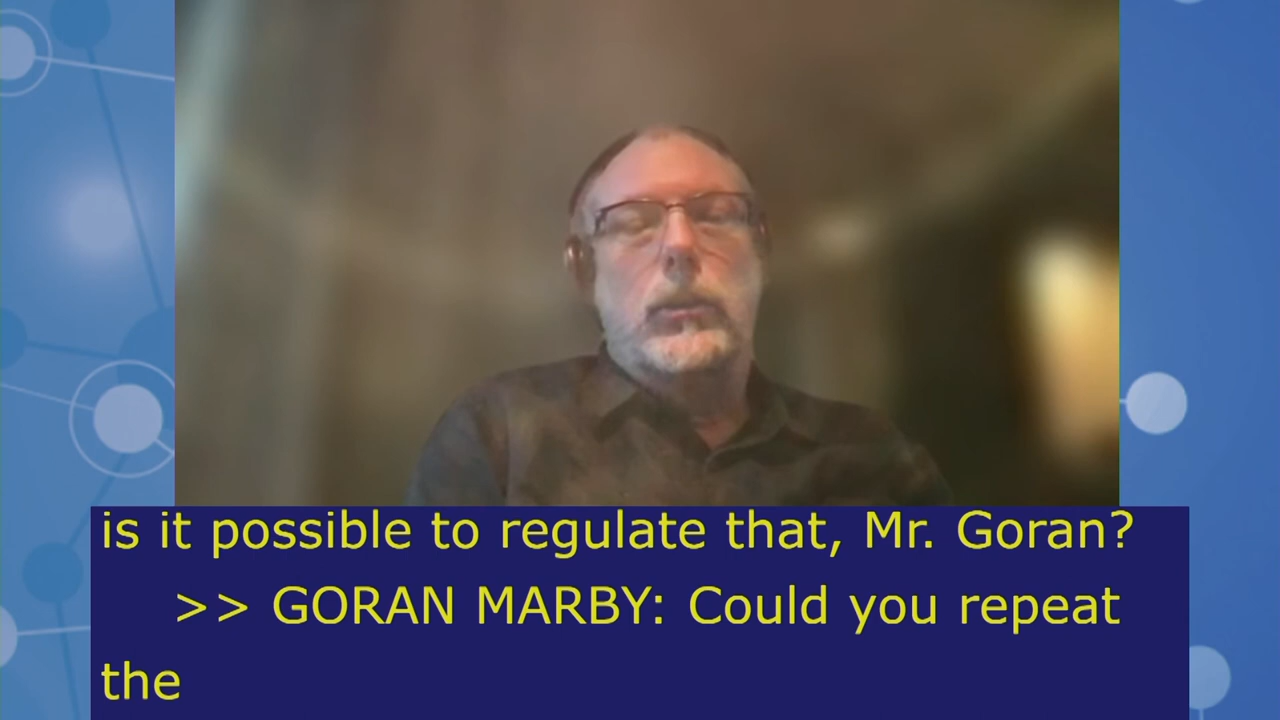 is it possible to regulate that, Mr. Goran?
>> GORAN MARBY: Could you repeat
the